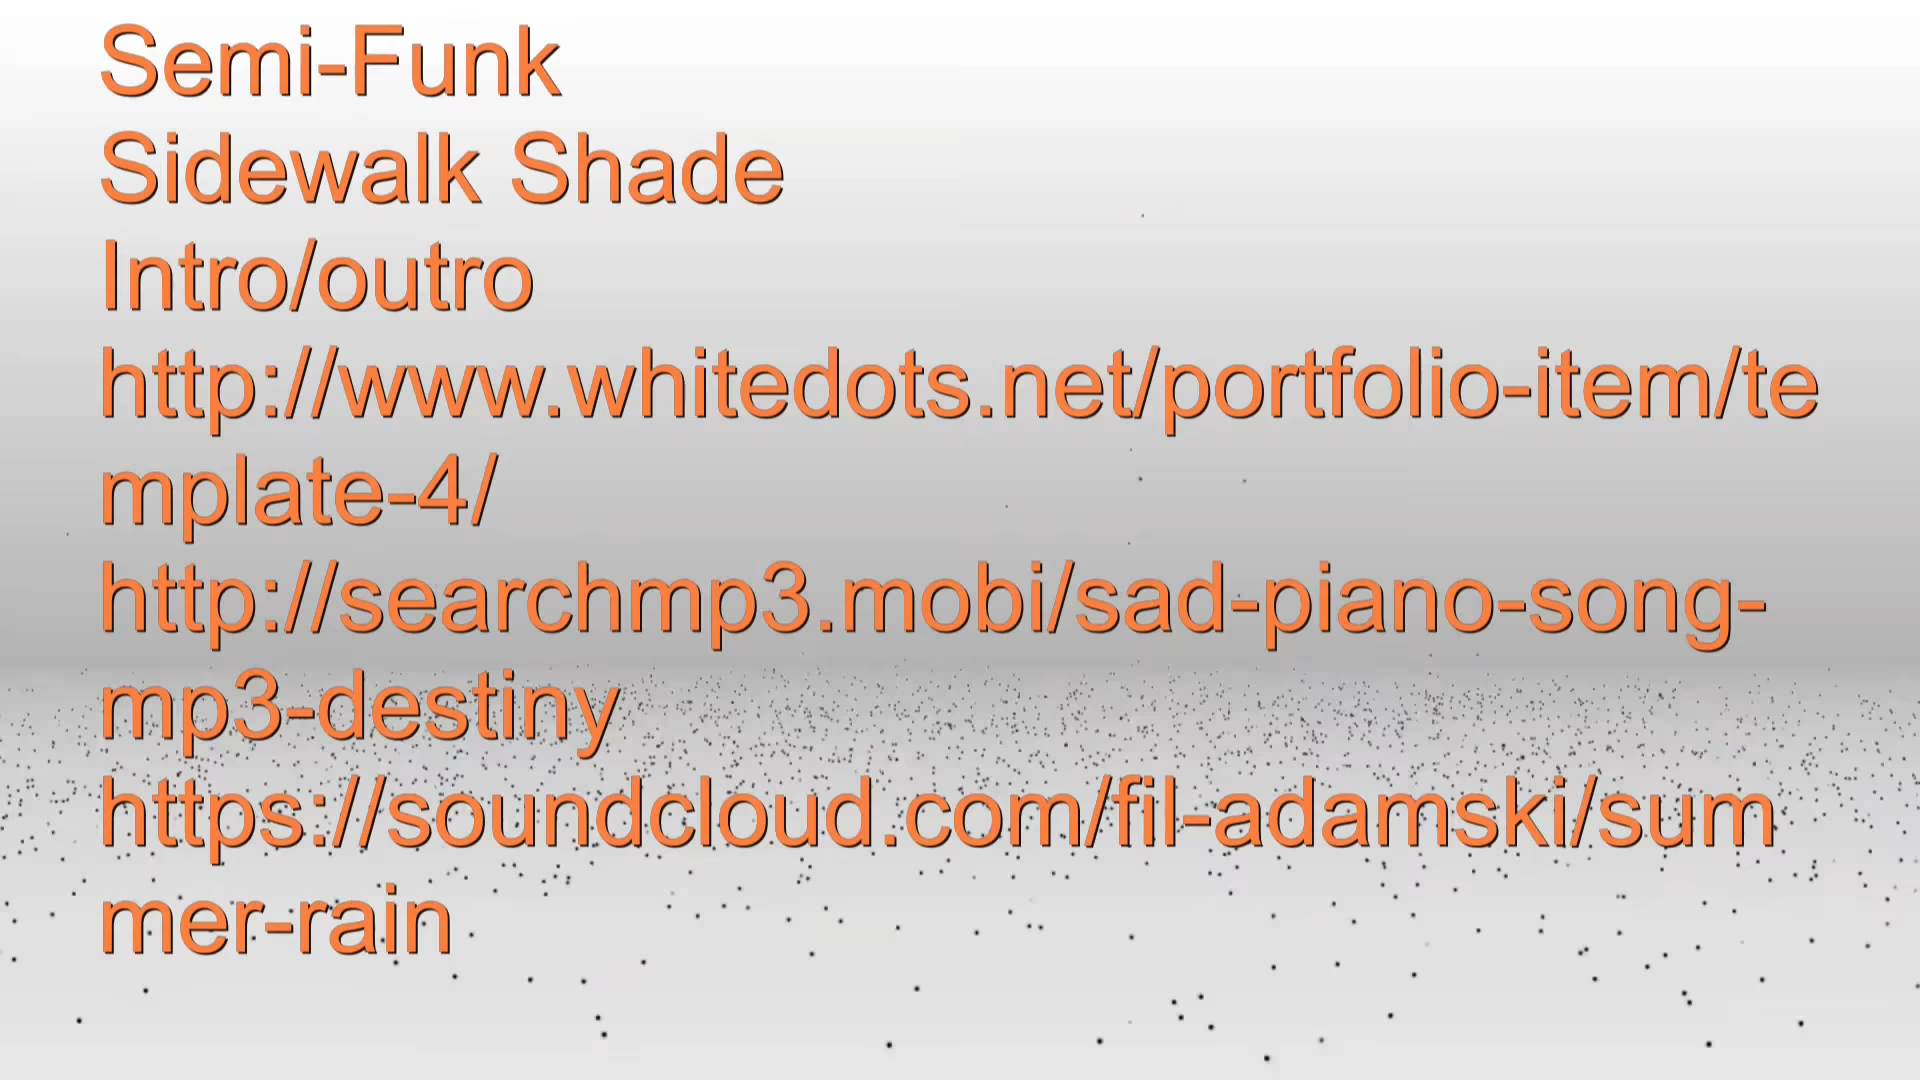 Semi-Funk
Sidewalk Shade
Intro/outro
http://www.whitedots.net/portfolio-item/te
mplate-4/
http://searchmp3.mobi/sad-piano-song-
mp3-destiny
https://soundcloud.com/fil-adamski/sum
mer-rain